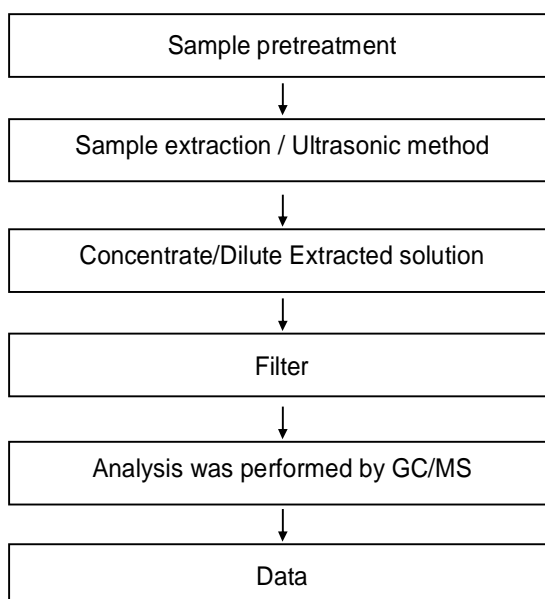 Sample pretreatment
Sample extraction / Ultrasonic method
Concentrate/Dilute Extracted solution
Filter
Analysis was performed by GC/MS
Data